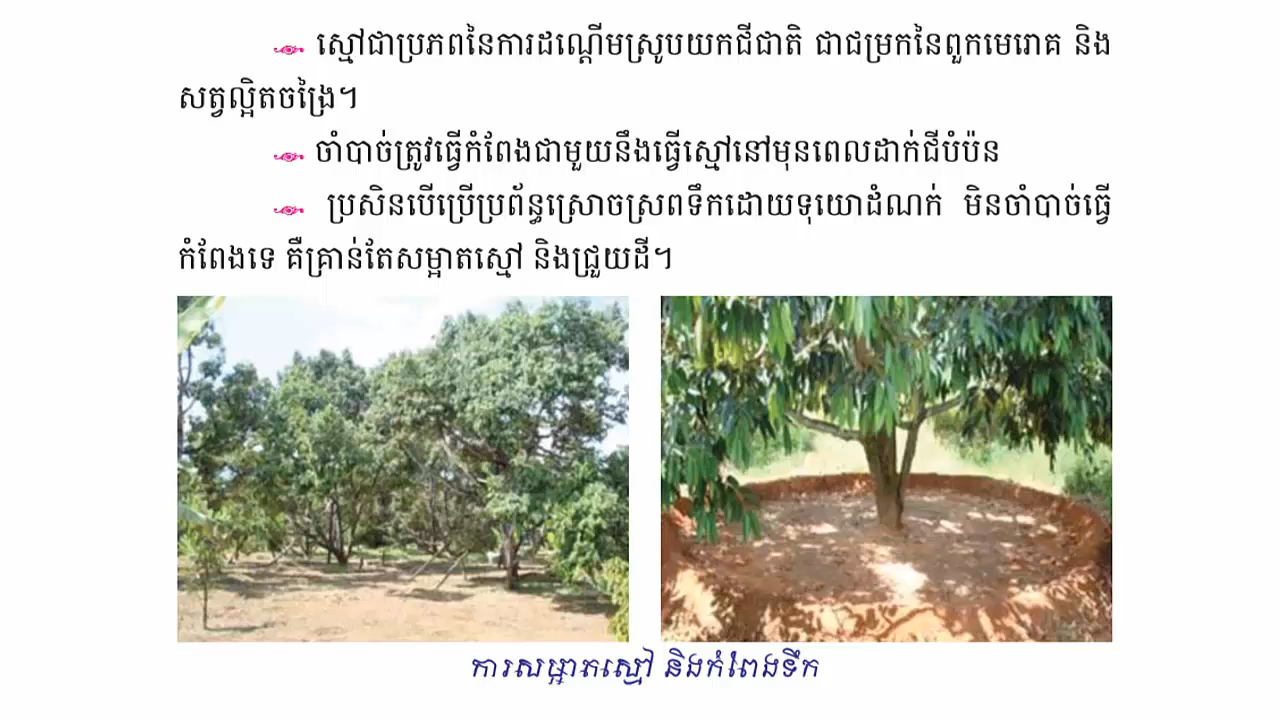 ស្មៅជាប្រភពនៃការដណ្ដើមស្រូបយកជីជាតិ ជាជម្រកនៃពួកមេរោគ និង
សត្វល្អិតចង្រៃ។
ចាំបាច់ត្រូវធ្វើកំពែងជាមួយនឹងធ្វើស្មៅនៅមុនពេលដាក់ជីបំប៉ន
ប្រសិនបើប្រើប្រព័ន្ធស្រោចស្រពទឹកដោយទុយោដំណក់ មិនចាំបាច់ធ្វើ
កំពែងទេ គឺគ្រាន់តែសម្អាតស្មៅ និងជ្រួយដី។
ការសម្អាតស្មៅ និងកំពែងទឹក